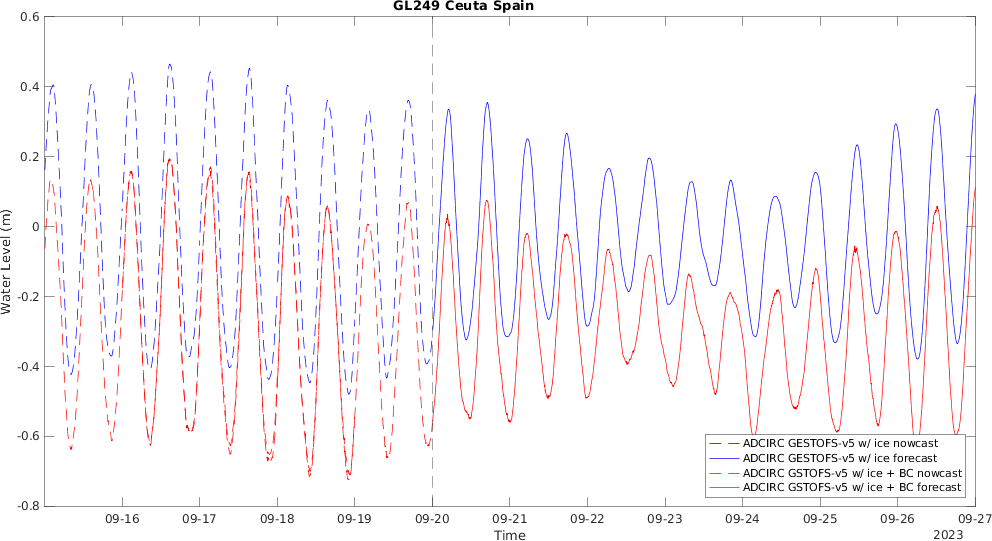 GL249 Ceuta Spain
0.6
0.4
0.2
0
-0.2
-0.4
-0.6
-0.8
Water Level (m)
09-16 09-17 09-18 09-19 09-20 09-21 09-22 09-23 09-24 09-25 09-26 09-27
Time
2023
ADCIRC GESTOFS-v5 w/ ice nowcast
ADCIRC GESTOFS-v5 w/ ice forecast
ADCIRC GSTOFS-v5 w/ ice + BC nowcast
ADCIRC GSTOFS-v5 w/ ice + BC forecast